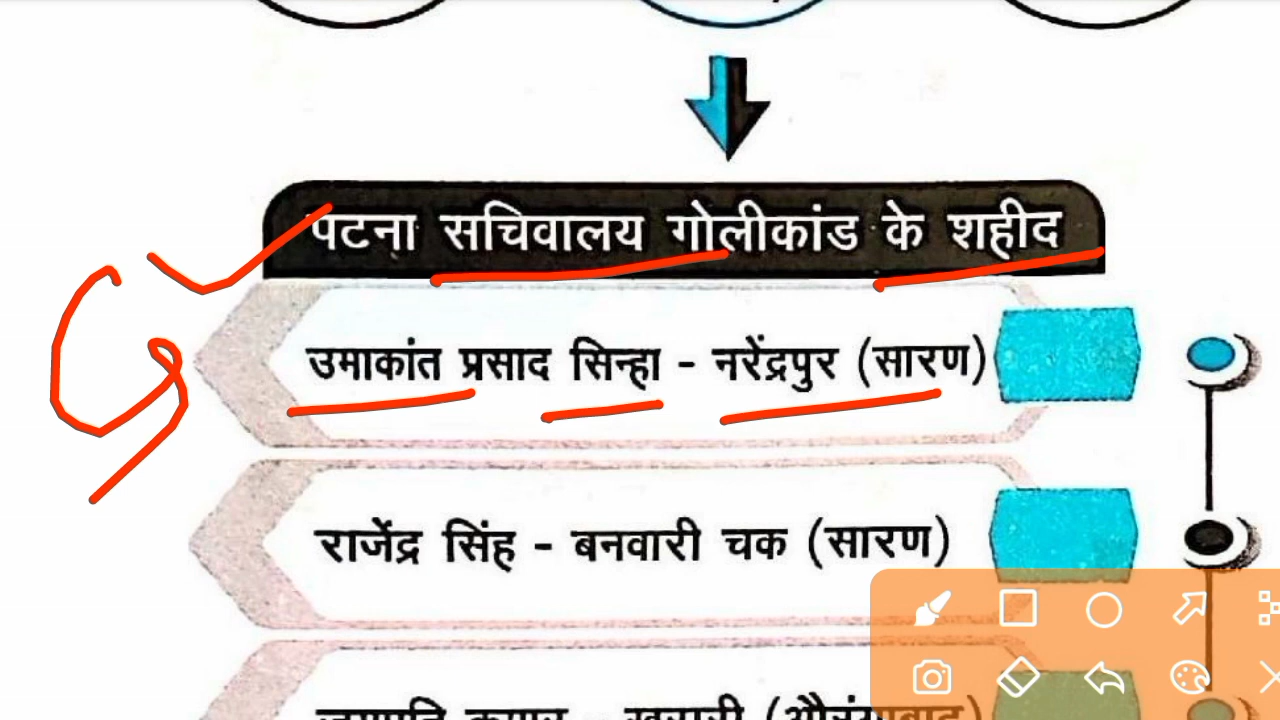 पटना सचिवालय गोलीकांड के शहीद
उमाकांत प्रसाद सिन्हा - नरेंद्रपुर (सारण)
राजेंद्र सिंह - बनवारी चक (सारण)